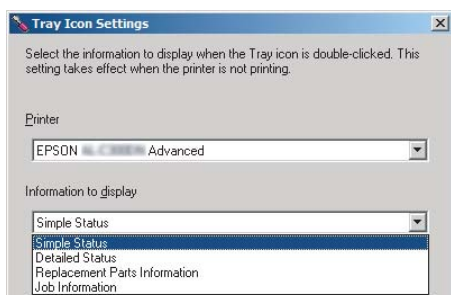 Tray Icon Settings
Select the information to display when the Tray icon is double-clicked. This
setting takes effect when the printer is not printing.
Printer
EPSON Advanced
Information to display
Simple Status
Simple Status
Detailed Status
Replacement Parts Information
Job Information